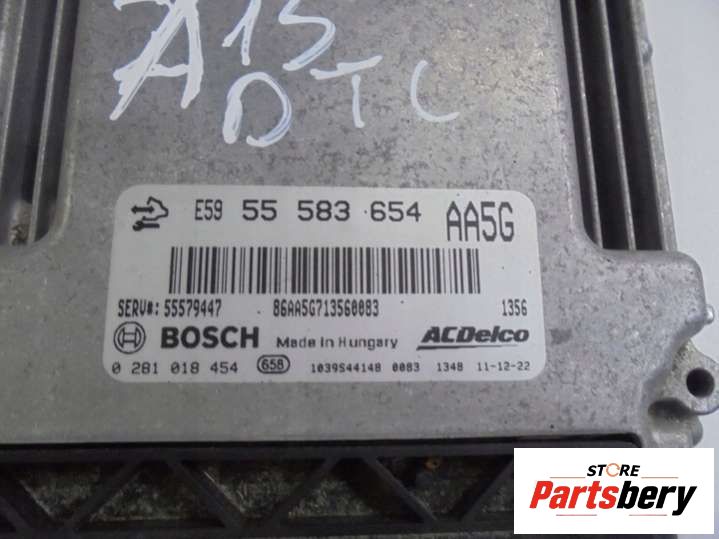 A15
DTC
E59 55 583 654 AA5G
SERV#: 55579447 86AA5G713560083 1356
BOSCH Made in Hungary ACDelco
0 281 018 454 658 1039S44148 0083 1348 11-12-22
STORE
Partsbery